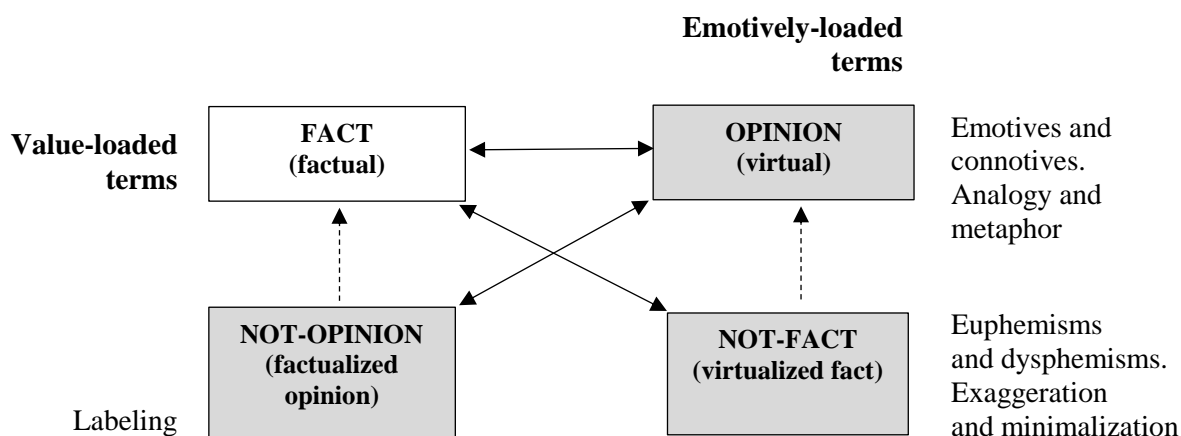 Emotively-loaded
terms
Value-loaded
terms
FACT
(factual)
OPINION
(virtual)
Emotives and
connotives.
Analogy and
metaphor
Labeling
NOT-OPINION
(factualized
opinion)
NOT-FACT
(virtualized fact)
Euphemisms
and dysphemisms.
Exaggeration
and minimalization